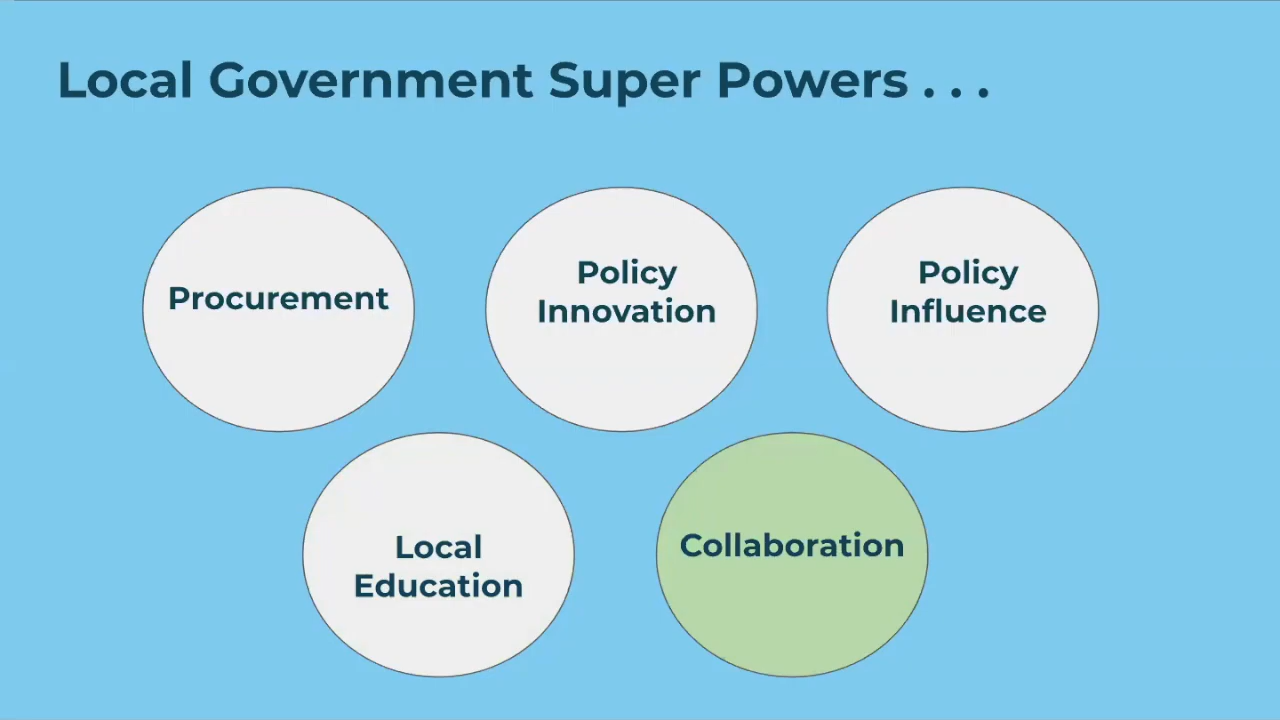 Local Government Super Powers . . .
Procurement
Policy
Innovation
Policy
Influence
Local
Education
Collaboration